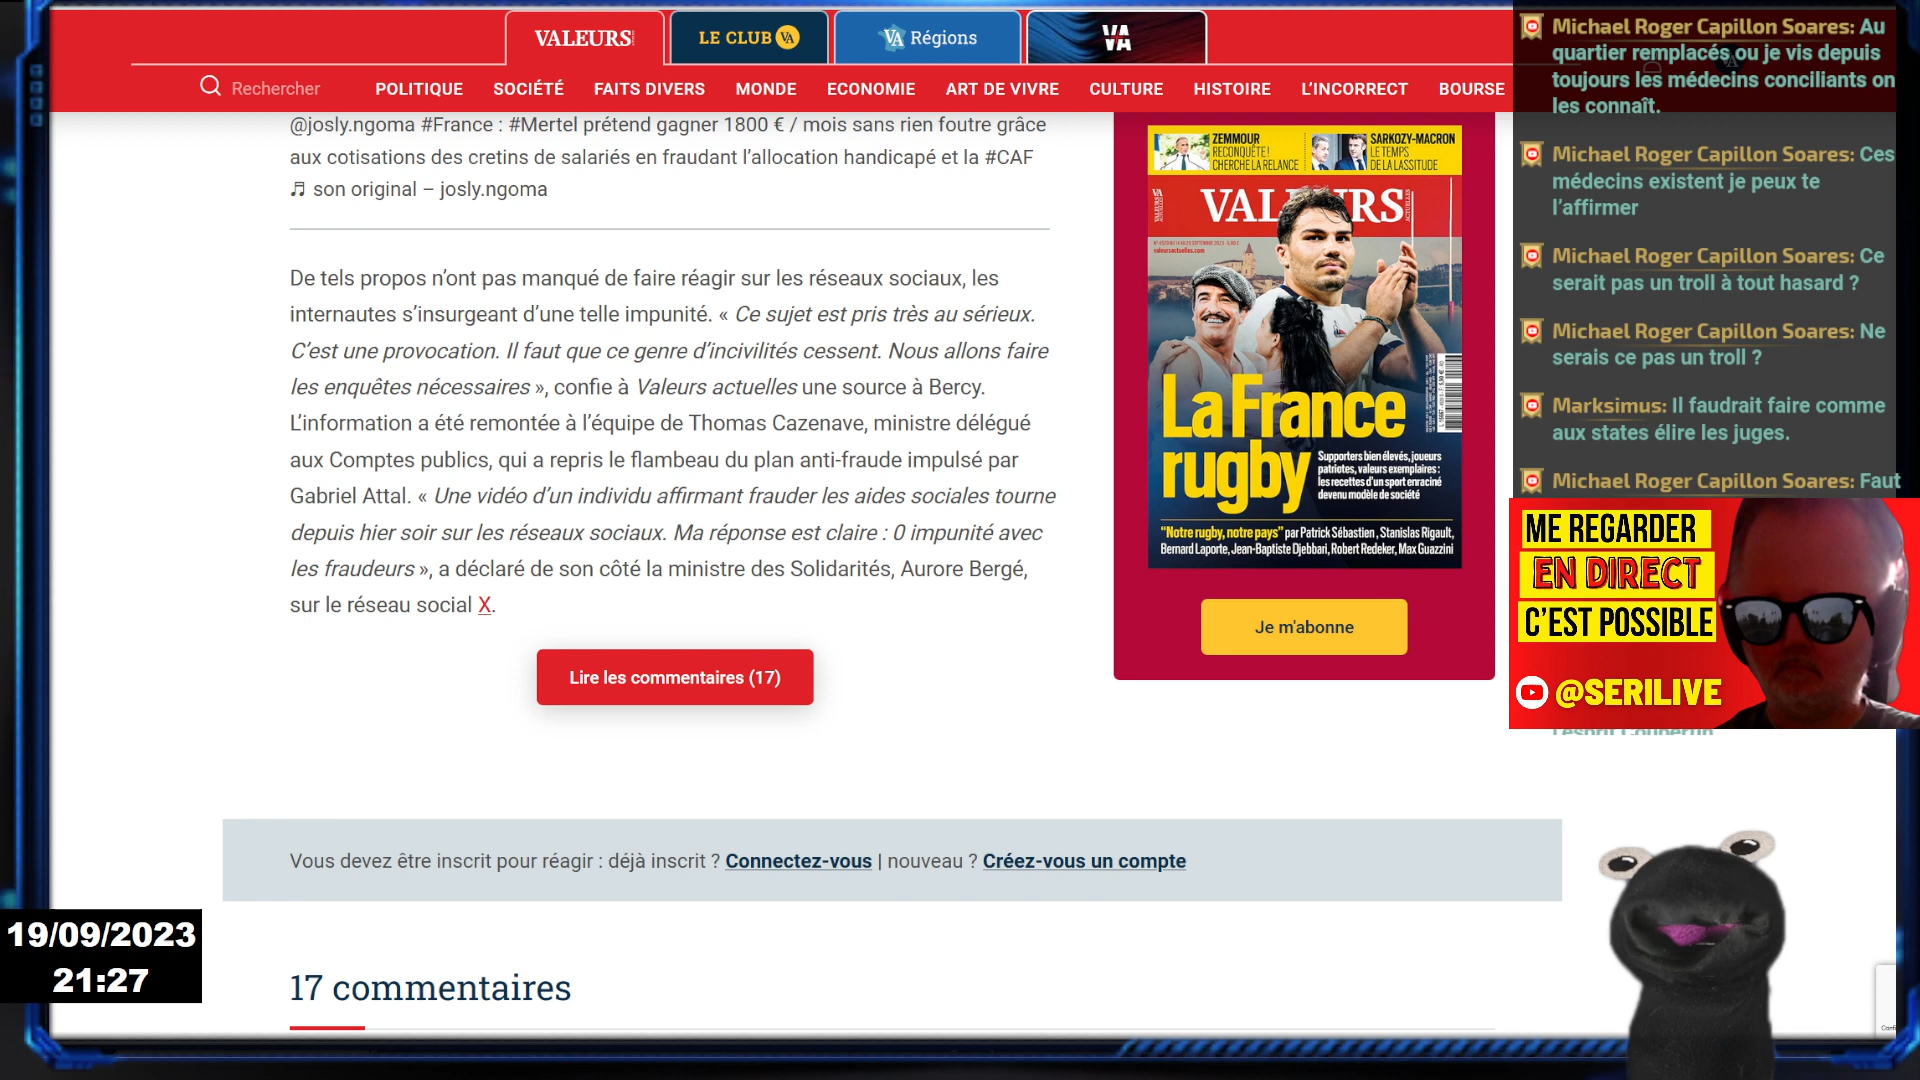 VALEURS
LE CLUB VA
VA Régions
VA
Rechercher
POLITIQUE SOCIÉTÉ FAITS DIVERS MONDE ECONOMIE ART DE VIVRE CULTURE HISTOIRE L’INCORRECT BOURSE
@josly.ngoma #France : #Mertel prétend gagner 1800 € / mois sans rien foutre grâce
aux cotisations des cretins de salariés en fraudant l’allocation handicapé et la #CAF
♬ son original – josly.ngoma
De tels propos n’ont pas manqué de faire réagir sur les réseaux sociaux, les
internautes s’insurgeant d’une telle impunité. « Ce sujet est pris très au sérieux.
C’est une provocation. Il faut que ce genre d’incivilités cessent. Nous allons faire
les enquêtes nécessaires », confie à Valeurs actuelles une source à Bercy.
L’information a été remontée à l’équipe de Thomas Cazenave, ministre délégué
aux Comptes publics, qui a repris le flambeau du plan anti-fraude impulsé par
Gabriel Attal. « Une vidéo d’un individu affirmant frauder les aides sociales tourne
depuis hier soir sur les réseaux sociaux. Ma réponse est claire : 0 impunité avec
les fraudeurs », a déclaré de son côté la ministre des Solidarités, Aurore Bergé,
sur le réseau social X.
Lire les commentaires (17)
ZEMMOUR
RECONQUÊTE !
CHERCHE LA RELANCE
SARKOZY-MACRON
LE TEMPS
DE LA LASSITUDE
VALEURS
valeursactuelles.com
La France
rugby
Supporters bien élevés, joueurs
patriotes, valeurs exemplaires :
les recettes d’un sport enraciné
devenu modèle de société
"Notre rugby, notre pays" par Patrick Sébastien, Stanislas Rigault,
Bernard Laporte, Jean-Baptiste Djebbari, Robert Redeker, Max Guazzini
Je m'abonne
Michael Roger Capillon Soares: Au
quartier remplacés ou je vis depuis
toujours les médecins conciliants on
les connaît.
Michael Roger Capillon Soares: Ces
médecins existent je peux te
l’affirmer
Michael Roger Capillon Soares: Ce
serait pas un troll à tout hasard ?
Michael Roger Capillon Soares: Ne
serais ce pas un troll ?
Marksimus: Il faudrait faire comme
aux states élire les juges.
Michael Roger Capillon Soares: Faut
ME REGARDER
EN DIRECT
C’EST POSSIBLE
@SERILIVE
Vous devez être inscrit pour réagir : déjà inscrit ? Connectez-vous | nouveau ? Créez-vous un compte
19/09/2023
21:27
17 commentaires